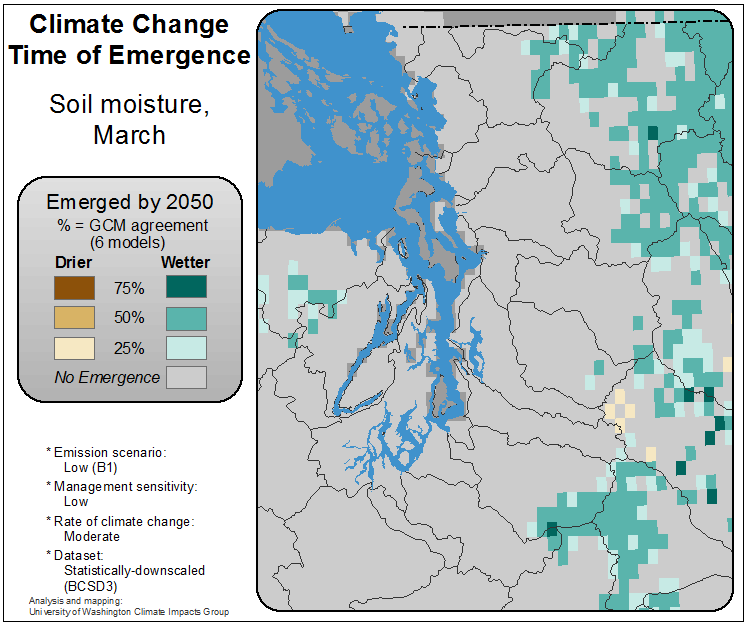 Climate Change
Time of Emergence
Soil moisture,
March
Emerged by 2050
% = GCM agreement
(6 models)
Drier Wetter
75%
50%
25%
No Emergence
* Emission scenario:
Low (B1)
* Management sensitivity:
Low
* Rate of climate change:
Moderate
* Dataset:
Statistically-downscaled
(BCSD3)
Analysis and mapping:
University of Washington Climate Impacts Group